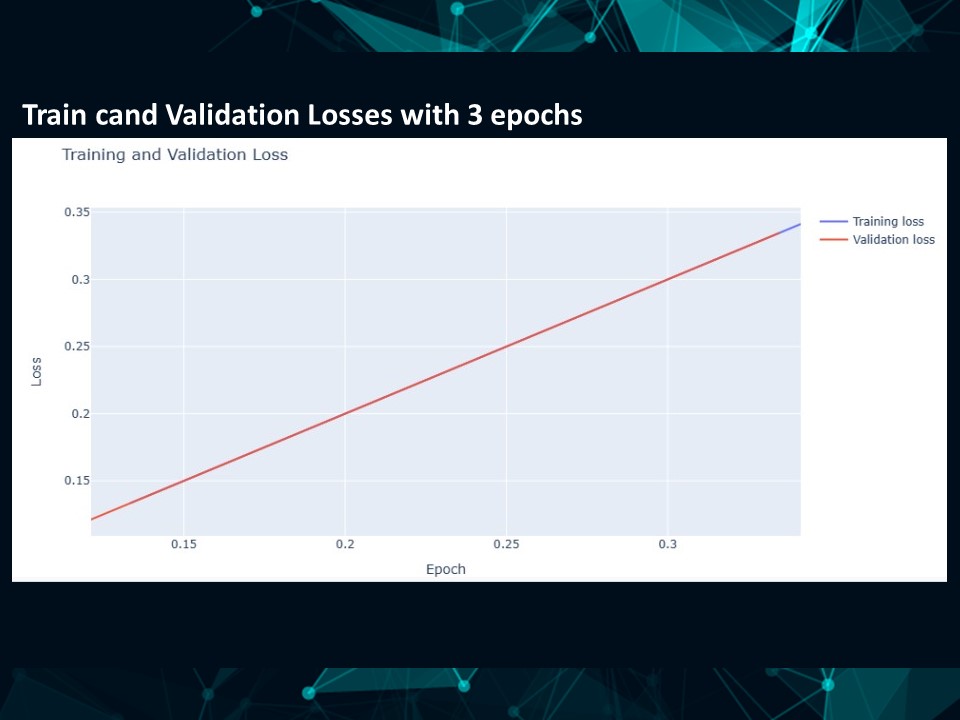 Train cand Validation Losses with 3 epochs
Training and Validation Loss
0.35
0.3
0.25
0.2
0.15
Loss
0.15 0.2 0.25 0.3
Epoch
Training loss
Validation loss